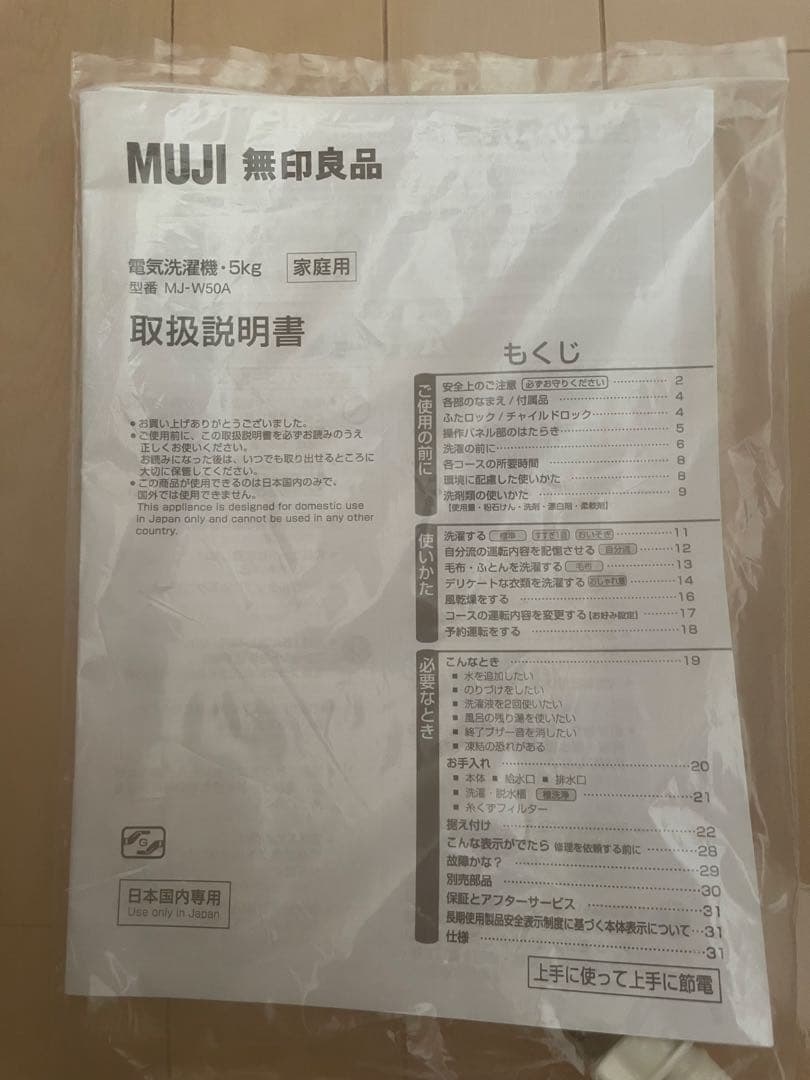 MUJI 無印良品
電気洗濯機・5kg 家庭用
型番 MJ-W50A
取扱説明書
● お買い上げありがとうございました。
● ご使用前に、この取扱説明書を必ずお読みのうえ
正しくお使いください。
お読みになった後は、いつでも取り出せるところに
大切に保管してください。
● この商品が使用できるのは日本国内のみで、
国外では使用できません。
This appliance is designed for domestic use
in Japan only and cannot be used in any other
country.
G
日本国内専用
Use only in Japan
もくじ
ご使用の前に
安全上のご注意 必ずお守りください 2
各部のなまえ/付属品 4
ふたロック/チャイルドロック 4
操作パネル部のはたらき 5
洗濯の前に 6
各コースの所要時間 8
環境に配慮した使いかた 8
洗剤類の使いかた 9
【使用量・粉石けん・洗剤・漂白剤・柔軟剤】
使いかた
洗濯する 標準 すすぎ1回 おいそぎ 11
自分流の運転内容を記憶させる 自分流 12
毛布・ふとんを洗濯する 毛布 13
デリケートな衣類を洗濯する おしゃれ着 14
風乾燥をする 16
コースの運転内容を変更する【お好み設定】 17
予約運転をする 18
必要なとき
こんなとき 19
■ 水を追加したい
■ のりづけをしたい
■ 洗濯液を2回使いたい
■ 風呂の残り湯を使いたい
■ 終了ブザー音を消したい
■ 凍結の恐れがある
お手入れ 20
■ 本体 ■ 給水口 ■ 排水口
■ 洗濯・脱水槽 槽洗浄 21
■ 糸くずフィルター
据え付け 22
こんな表示がでたら 修理を依頼する前に 28
故障かな? 29
別売部品 30
保証とアフターサービス 31
長期使用製品安全表示制度に基づく本体表示について 31
仕様 31
上手に使って上手に節電